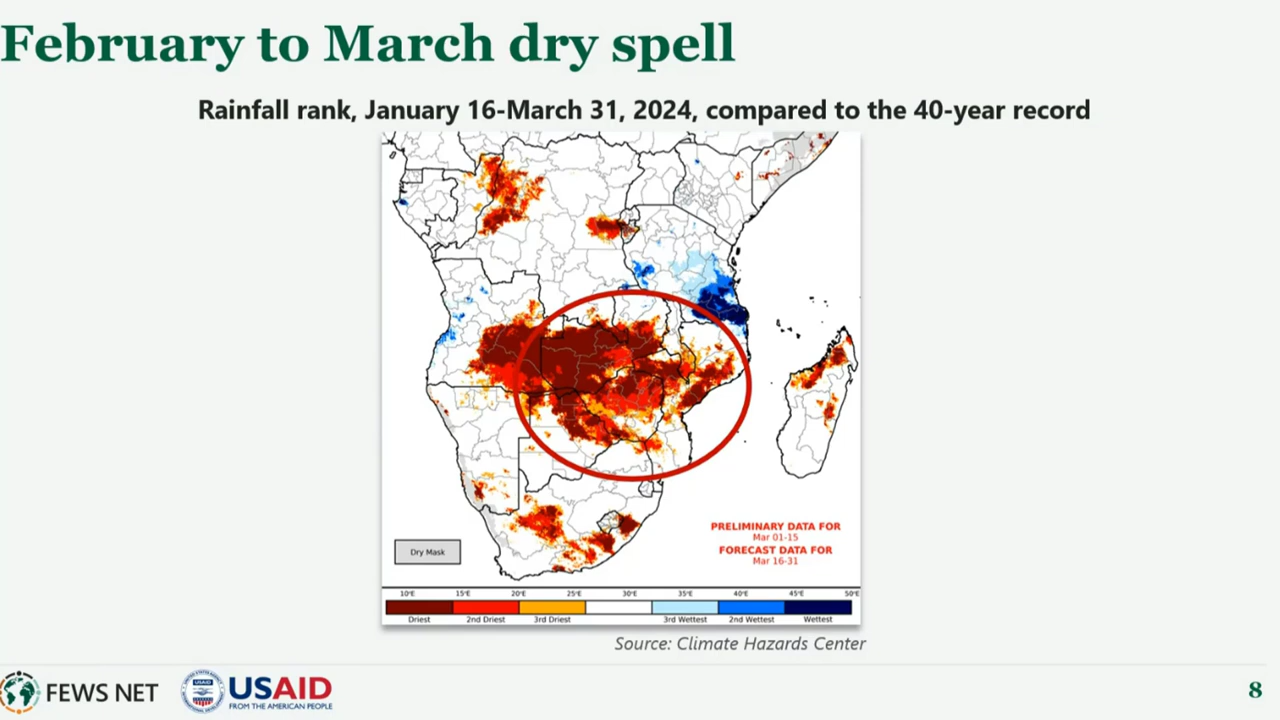 February to March dry spell
Rainfall rank, January 16-March 31, 2024, compared to the 40-year record
PRELIMINARY DATA FOR
Mar 01-15
FORECAST DATA FOR
Mar 16-31
Dry Mask
10°E 15°E 20°E 25°E 30°E 35°E 40°E 45°E 50°E
Driest 2nd Driest 3rd Driest 3rd Wettest 2nd Wettest Wettest
Source: Climate Hazards Center
FEWS NET
USAID
USAID
FROM THE AMERICAN PEOPLE
8